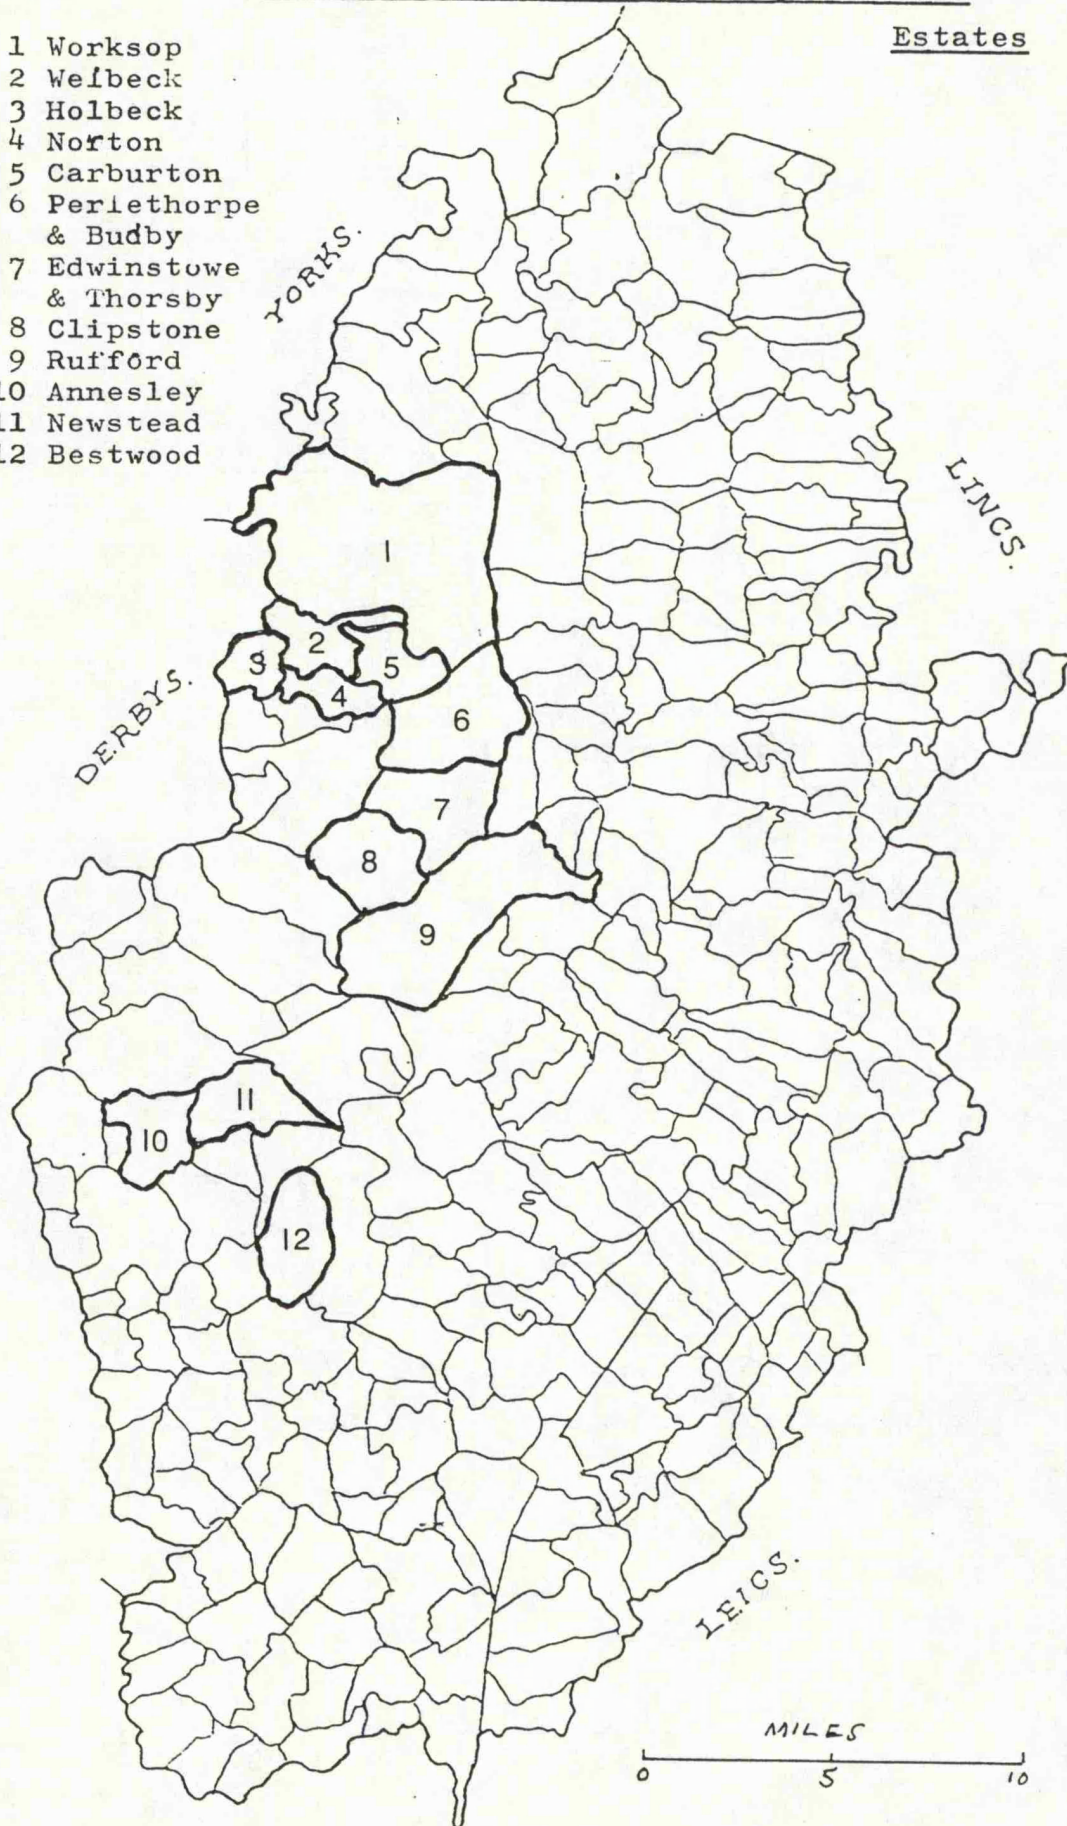 Estates
1 Worksop
2 Welbeck
3 Holbeck
4 Norton
5 Carburton
6 Perlethorpe
& Budby
7 Edwinstowe
& Thorsby
8 Clipstone
9 Rufford
10 Annesley
11 Newstead
12 Bestwood
YORKS.
LINCS.
DERBYS.
1
2
3
4
5
6
7
8
9
10
11
12
LEICS.
MILES
0 5 10